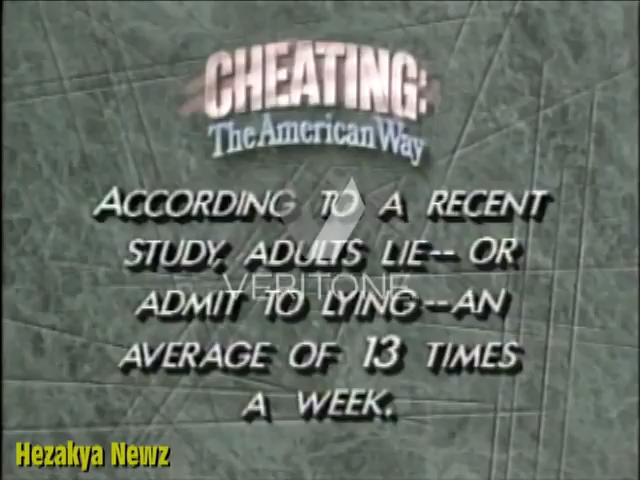 CHEATING:
The American Way
ACCORDING TO A RECENT
STUDY, ADULTS LIE--OR
VERITONE
ADMIT TO LYING--AN
AVERAGE OF 13 TIMES
A WEEK.
Hezakya Newz